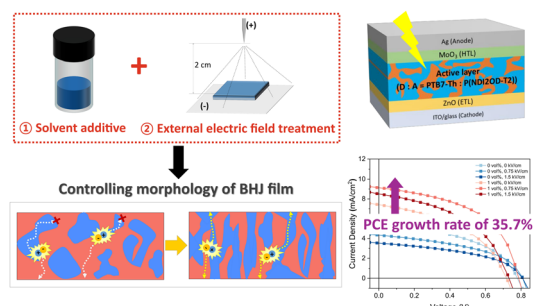 (+)
2 cm
(-)
① Solvent additive
② External electric field treatment
Ag (Anode)
MoO₃ (HTL)
Active layer
(D : A = PTB7-Th : P(NDI2OD-T2))
ZnO (ETL)
ITO/glass (Cathode)
Controlling morphology of BHJ film
0 vol%, 0 kV/cm
0 vol%, 0.75 kV/cm
0 vol%, 1.5 kV/cm
1 vol%, 0 kV/cm
1 vol%, 0.75 kV/cm
1 vol%, 1.5 kV/cm
PCE growth rate of 35.7%
Current Density (mA/cm²)
12
10
8
4
2
0
0.0
0.2
0.4
0.6
0.8